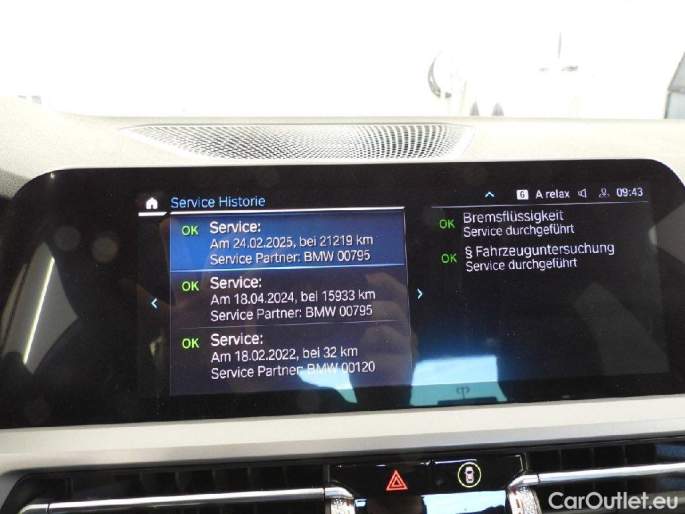 Service Historie
6 A relax 09:43
OK Service:
Am 24.02.2025, bei 21219 km
Service Partner: BMW 00795
OK Service:
Am 18.04.2024, bei 15933 km
Service Partner: BMW 00795
OK Service:
Am 18.02.2022, bei 32 km
Service Partner: BMW 00120
OK Bremsflüssigkeit
Service durchgeführt
OK § Fahrzeuguntersuchung
Service durchgeführt
CarOutlet.eu